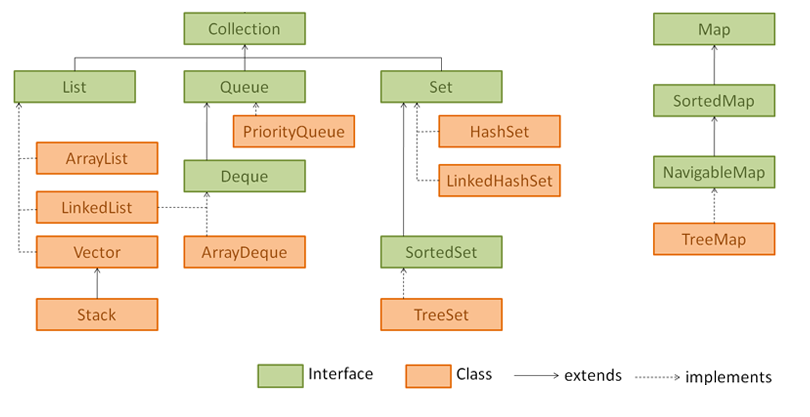 Collection
Map
List
Queue
Set
SortedMap
PriorityQueue
HashSet
ArrayList
Deque
LinkedHashSet
NavigableMap
LinkedList
Vector
ArrayDeque
SortedSet
TreeMap
Stack
TreeSet
Interface
Class
extends
implements